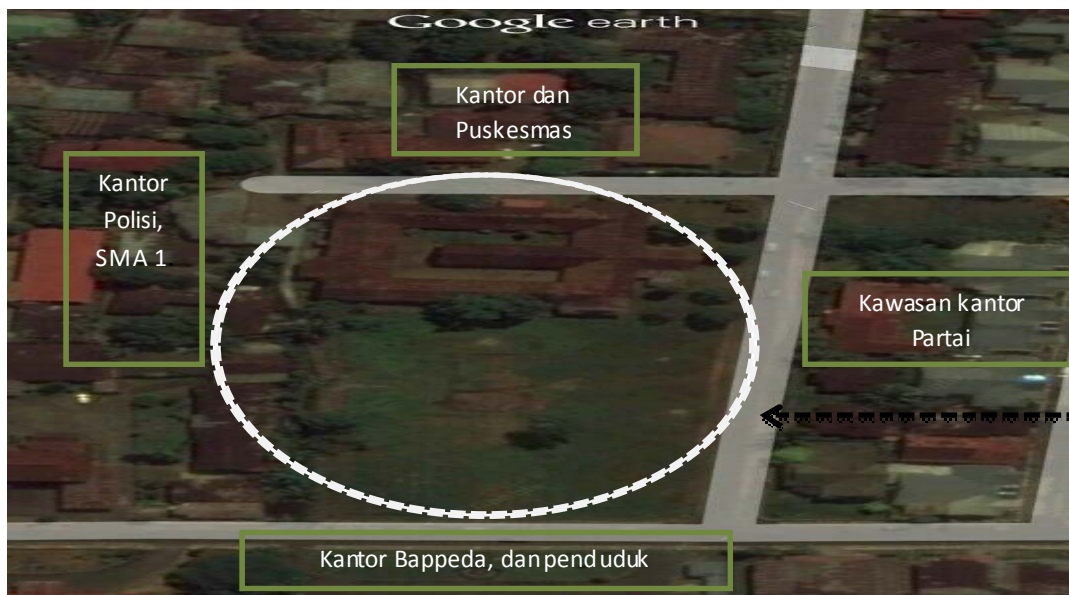 Google earth
Kantor dan
Puskesmas
Kantor
Polisi,
SMA 1.
Kawasan kantor
Partai
Kantor Bappeda, dan penduduk